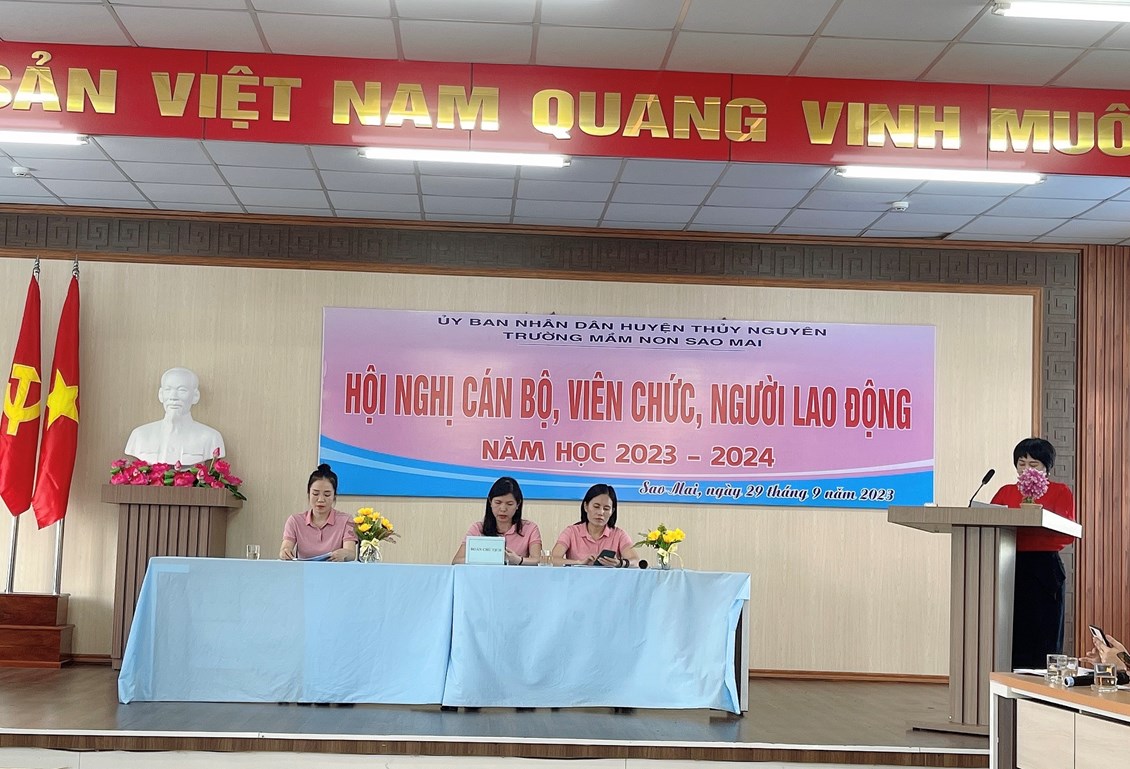 SẢN VIỆT NAM QUANG VINH MUÔ
ỦY BAN NHÂN DÂN HUYỆN THỦY NGUYÊN
TRƯỜNG MẦM NON SAO MAI
HỘI NGHỊ CÁN BỘ, VIÊN CHỨC, NGƯỜI LAO ĐỘNG
NĂM HỌC 2023 – 2024
Sao Mai, ngày 29 tháng 9 năm 2023
ĐOÀN CHỦ TỊCH